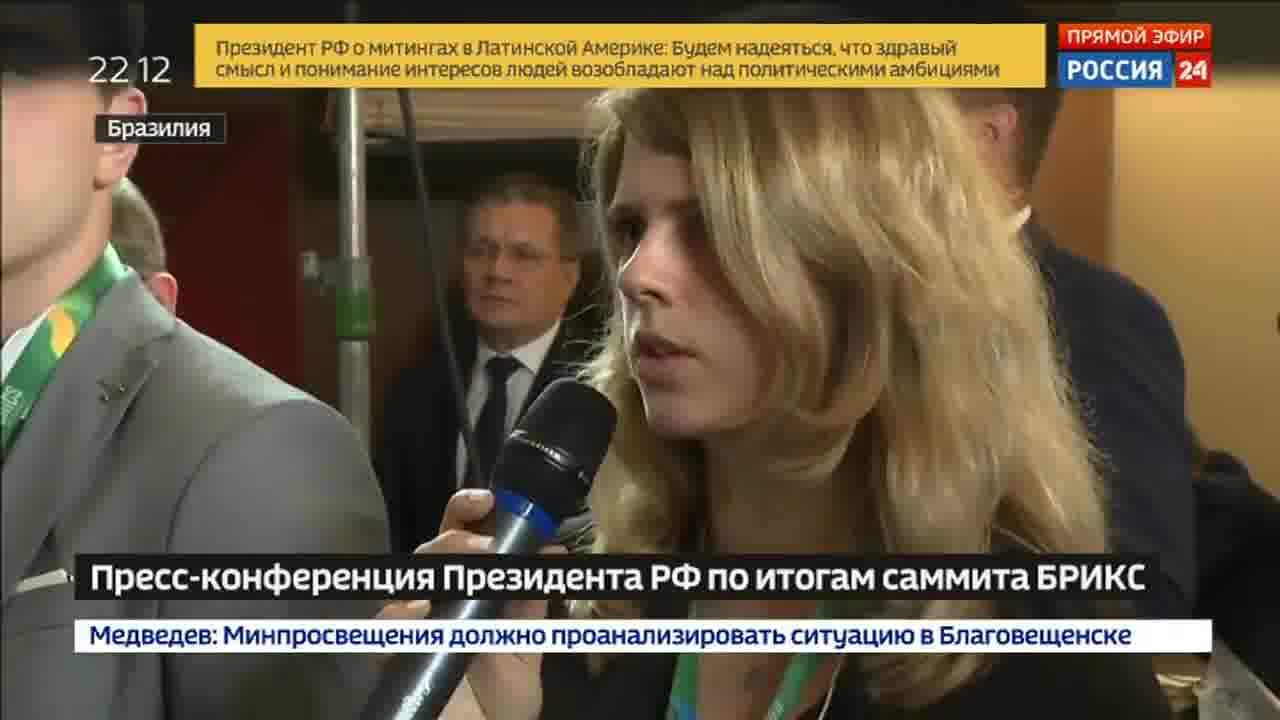 22 12
Президент РФ о митингах в Латинской Америке: Будем надеяться, что здравый
смысл и понимание интересов людей возобладают над политическими амбициями
ПРЯМОЙ ЭФИР
РОССИЯ 24
Бразилия
Пресс-конференция Президента РФ по итогам саммита БРИКС
Медведев: Минпросвещения должно проанализировать ситуацию в Благовещенске